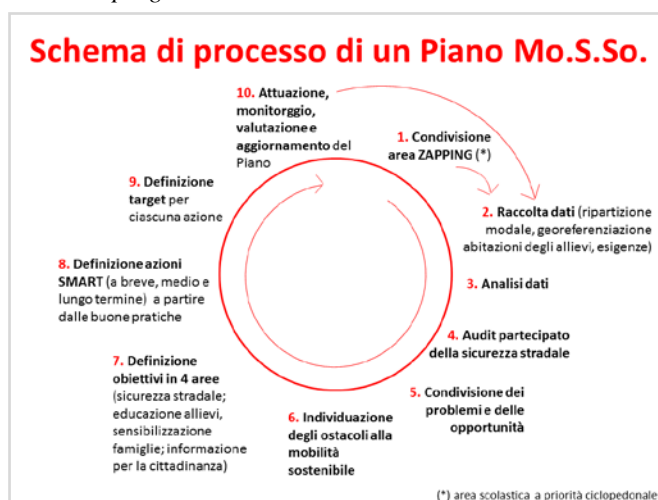 Schema di processo di un Piano Mo.S.So.
10. Attuazione,
monitorggio,
valutazione e
aggiornamento del
Piano
1. Condivisione
area ZAPPING (*)
2. Raccolta dati (ripartizione
modale, georeferenziazione
abitazioni degli allievi, esigenze)
3. Analisi dati
4. Audit partecipato
della sicurezza stradale
5. Condivisione dei
problemi e delle
opportunità
6. Individuazione
degli ostacoli alla
mobilità
sostenibile
7. Definizione
obiettivi in 4 aree
(sicurezza stradale;
educazione allievi,
sensibilizzazione
famiglie; informazione
per la cittadinanza)
8. Definizione azioni
SMART (a breve, medio e
lungo termine) a partire
dalle buone pratiche
9. Definizione
target per
ciascuna azione
(*) area scolastica a priorità ciclopedonale